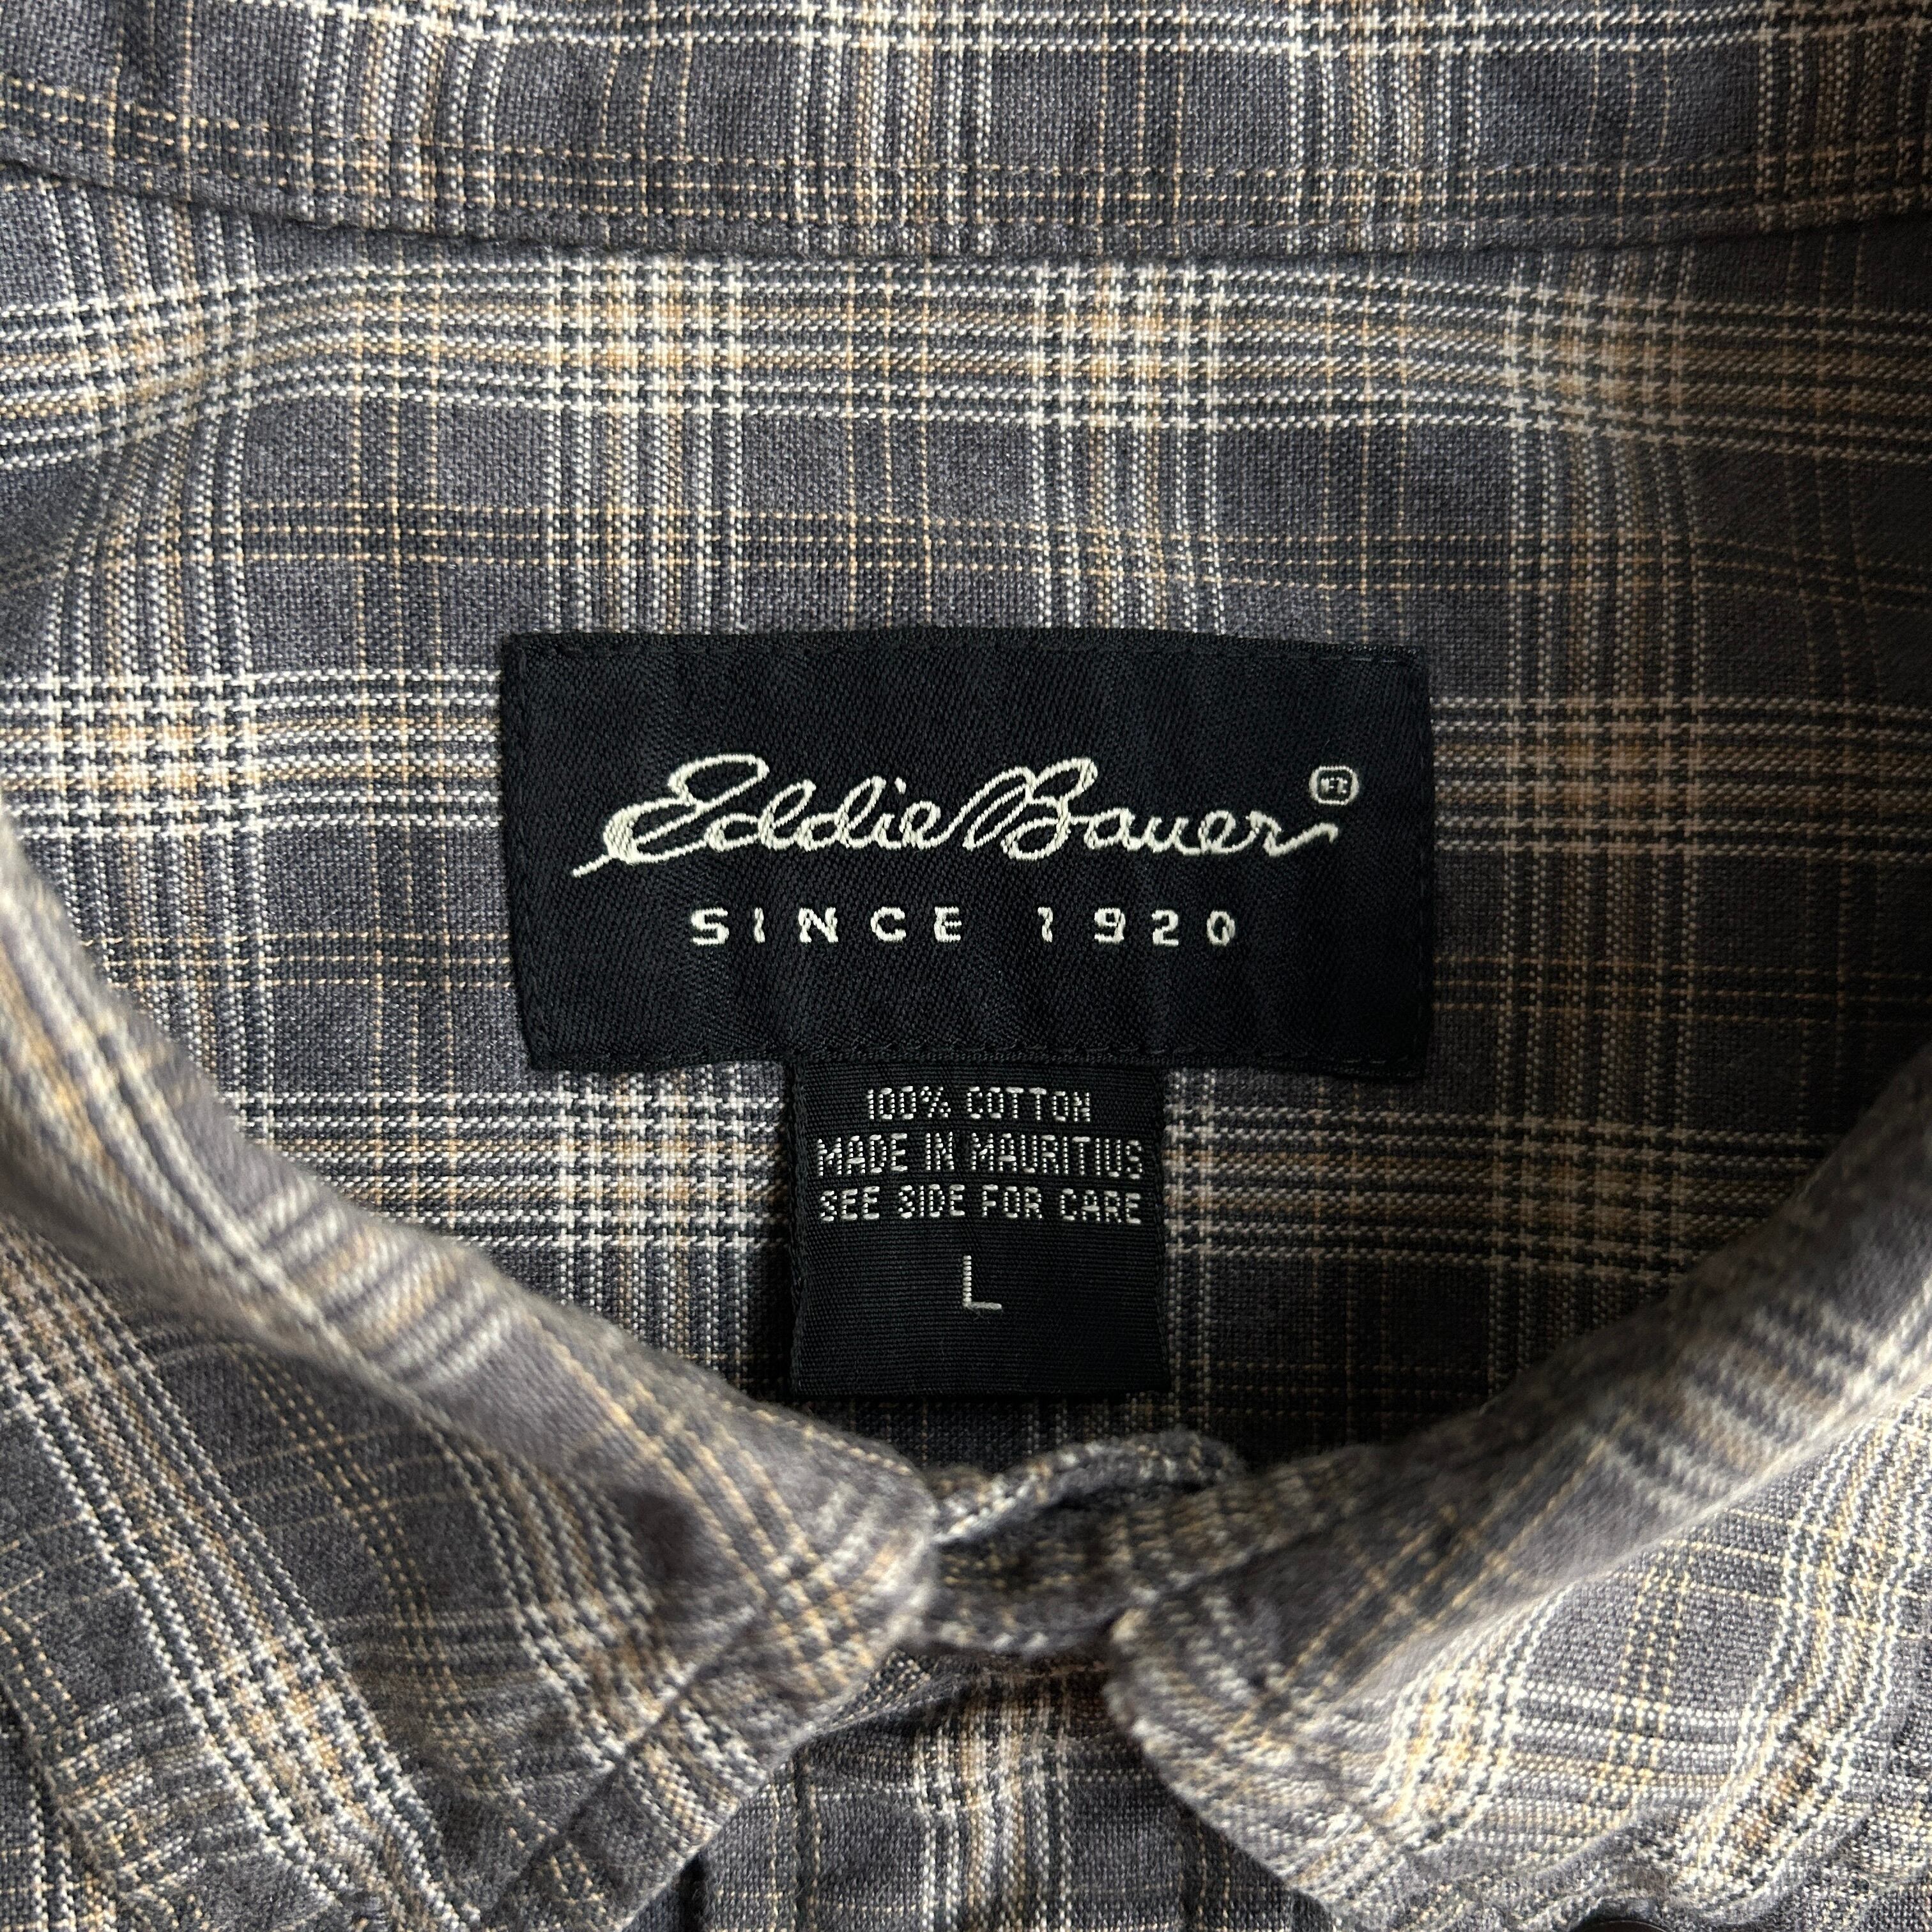 Eddie Bauer®
SINCE 1920
100% COTTON
MADE IN MAURITIUS
SEE SIDE FOR CARE
L